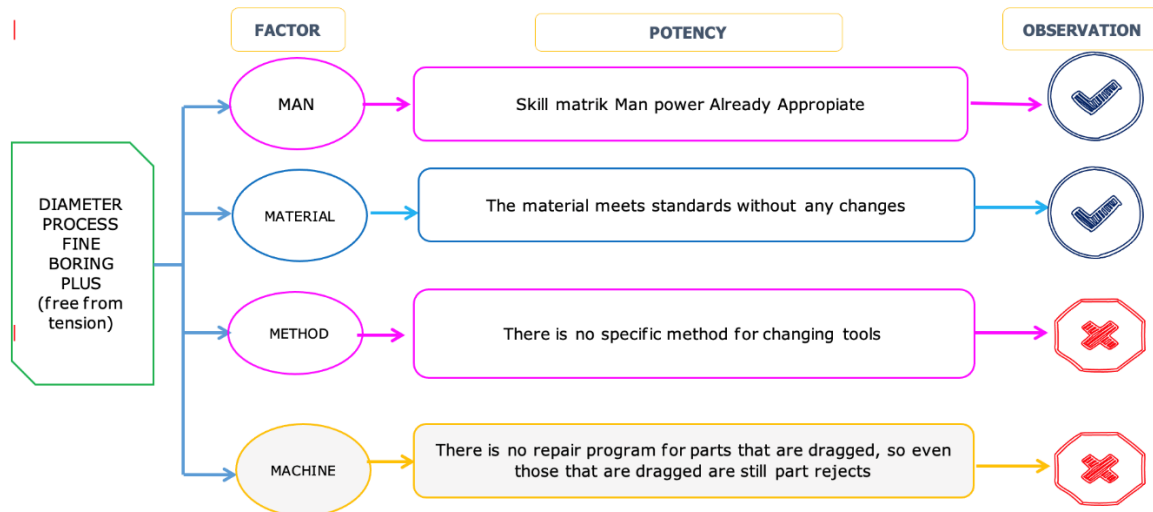 FACTOR
POTENCY
OBSERVATION
DIAMETER
PROCESS
FINE
BORING
PLUS
(free from
tension)
MAN
Skill matrik Man power Already Appropiate
MATERIAL
The material meets standards without any changes
METHOD
There is no specific method for changing tools
MACHINE
There is no repair program for parts that are dragged, so even
those that are dragged are still part rejects